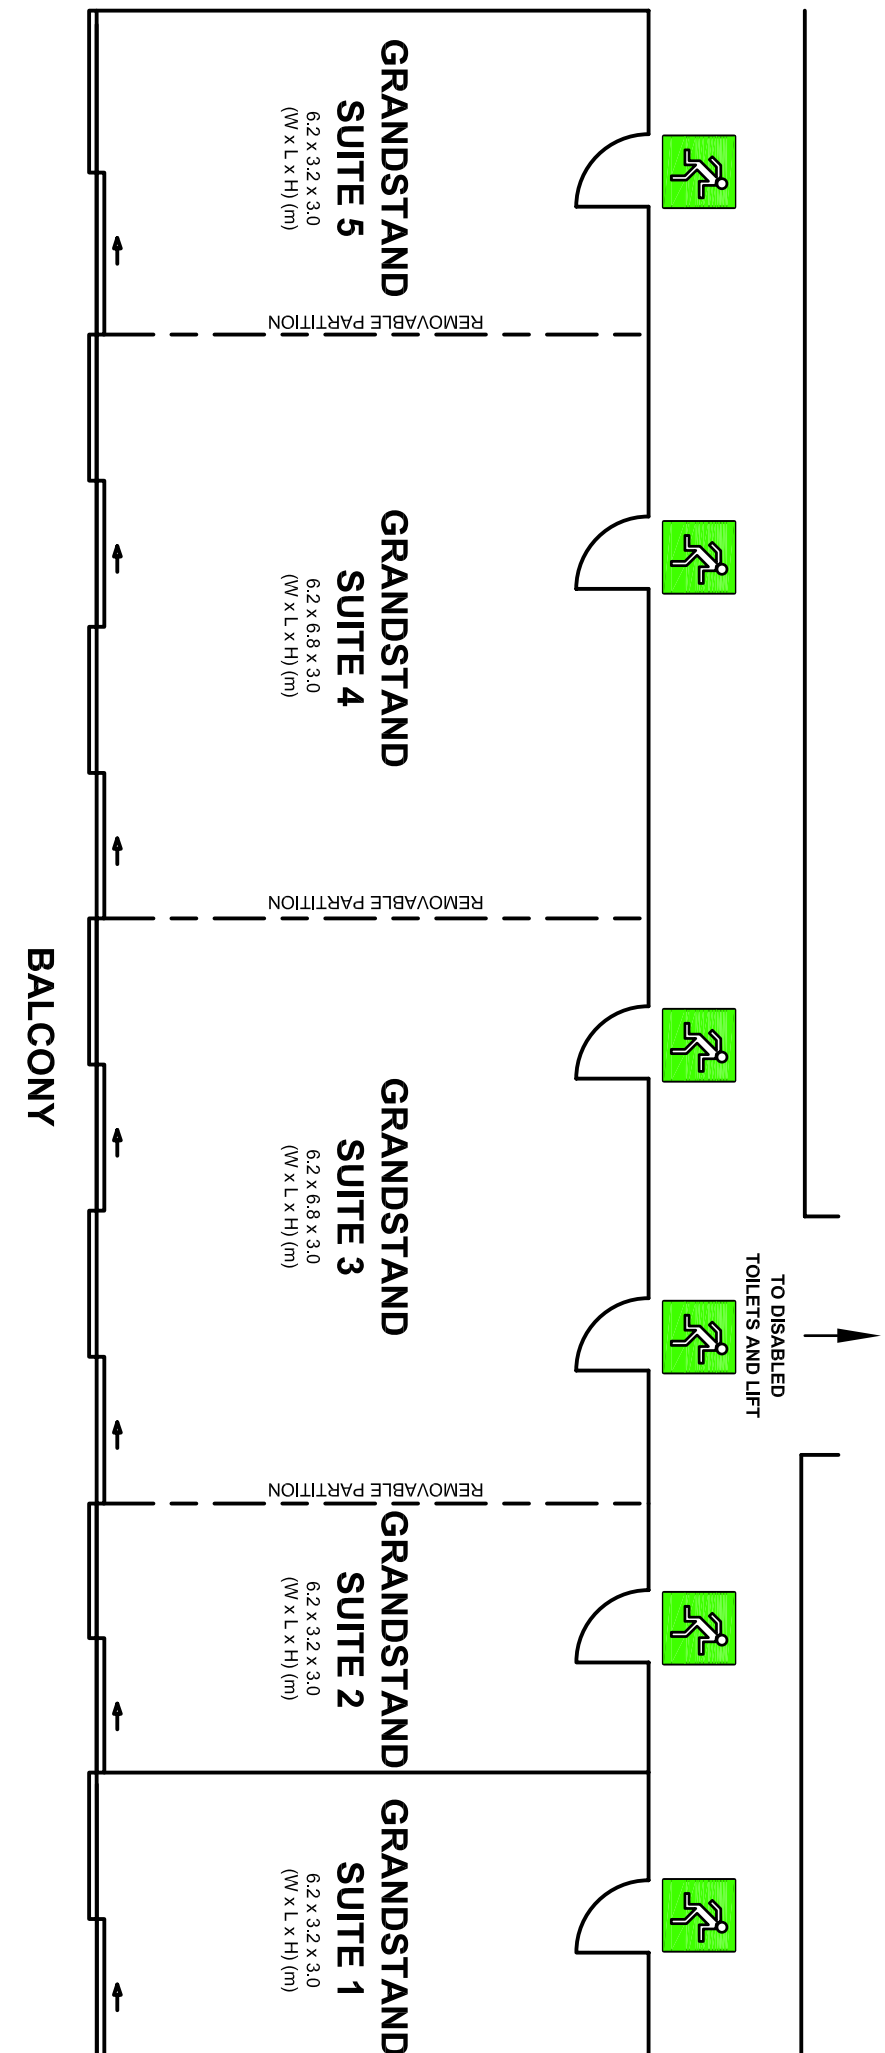 GRANDSTAND
SUITE 5
6.2 x 3.2 x 3.0
(W x L x H) (m)
REMOVABLE PARTITION
GRANDSTAND
SUITE 4
6.2 x 6.8 x 3.0
(W x L x H) (m)
REMOVABLE PARTITION
BALCONY
GRANDSTAND
SUITE 3
6.2 x 6.8 x 3.0
(W x L x H) (m)
TO DISABLED
TOILETS AND LIFT
REMOVABLE PARTITION
GRANDSTAND
SUITE 2
6.2 x 3.2 x 3.0
(W x L x H) (m)
GRANDSTAND
SUITE 1
6.2 x 3.2 x 3.0
(W x L x H) (m)